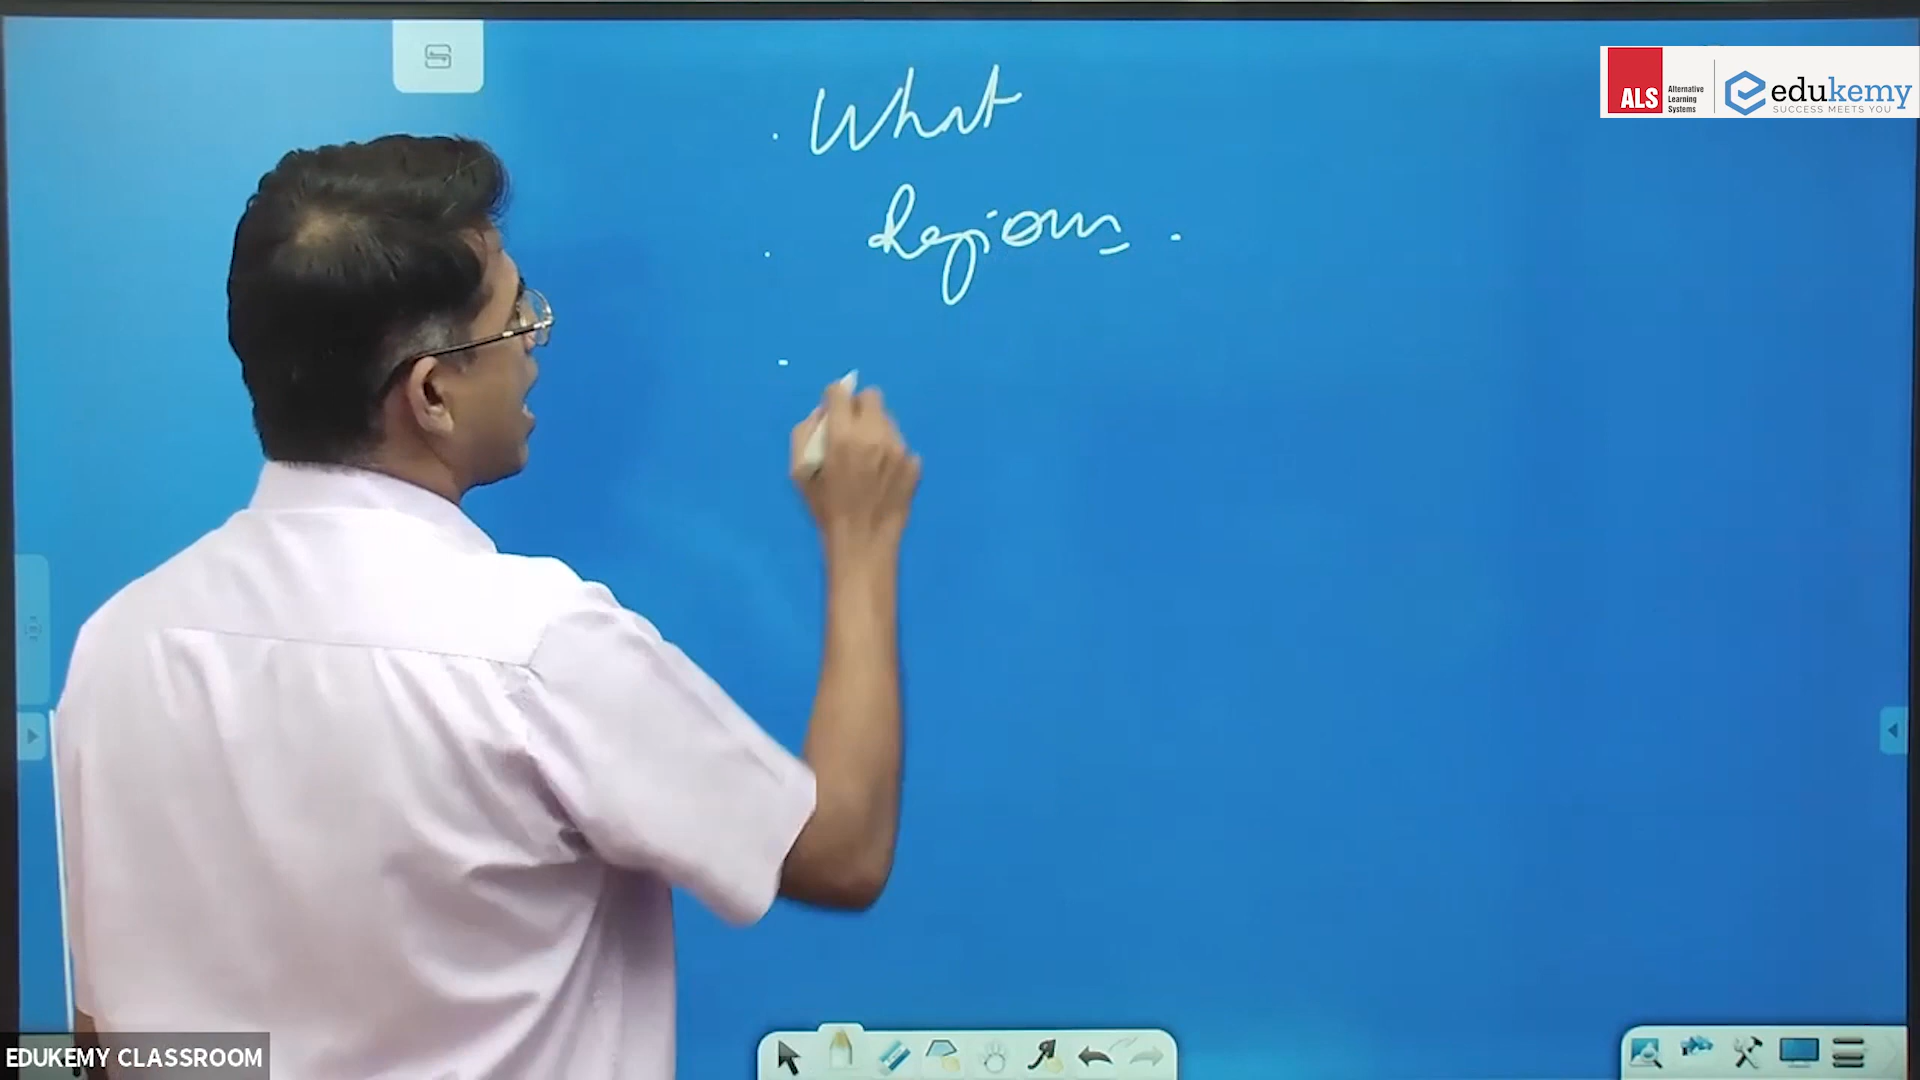 ALS Alternative Learning Systems edukemy
SUCCESS MEETS YOU
. What
. Regions .
-
EDUKEMY CLASSROOM